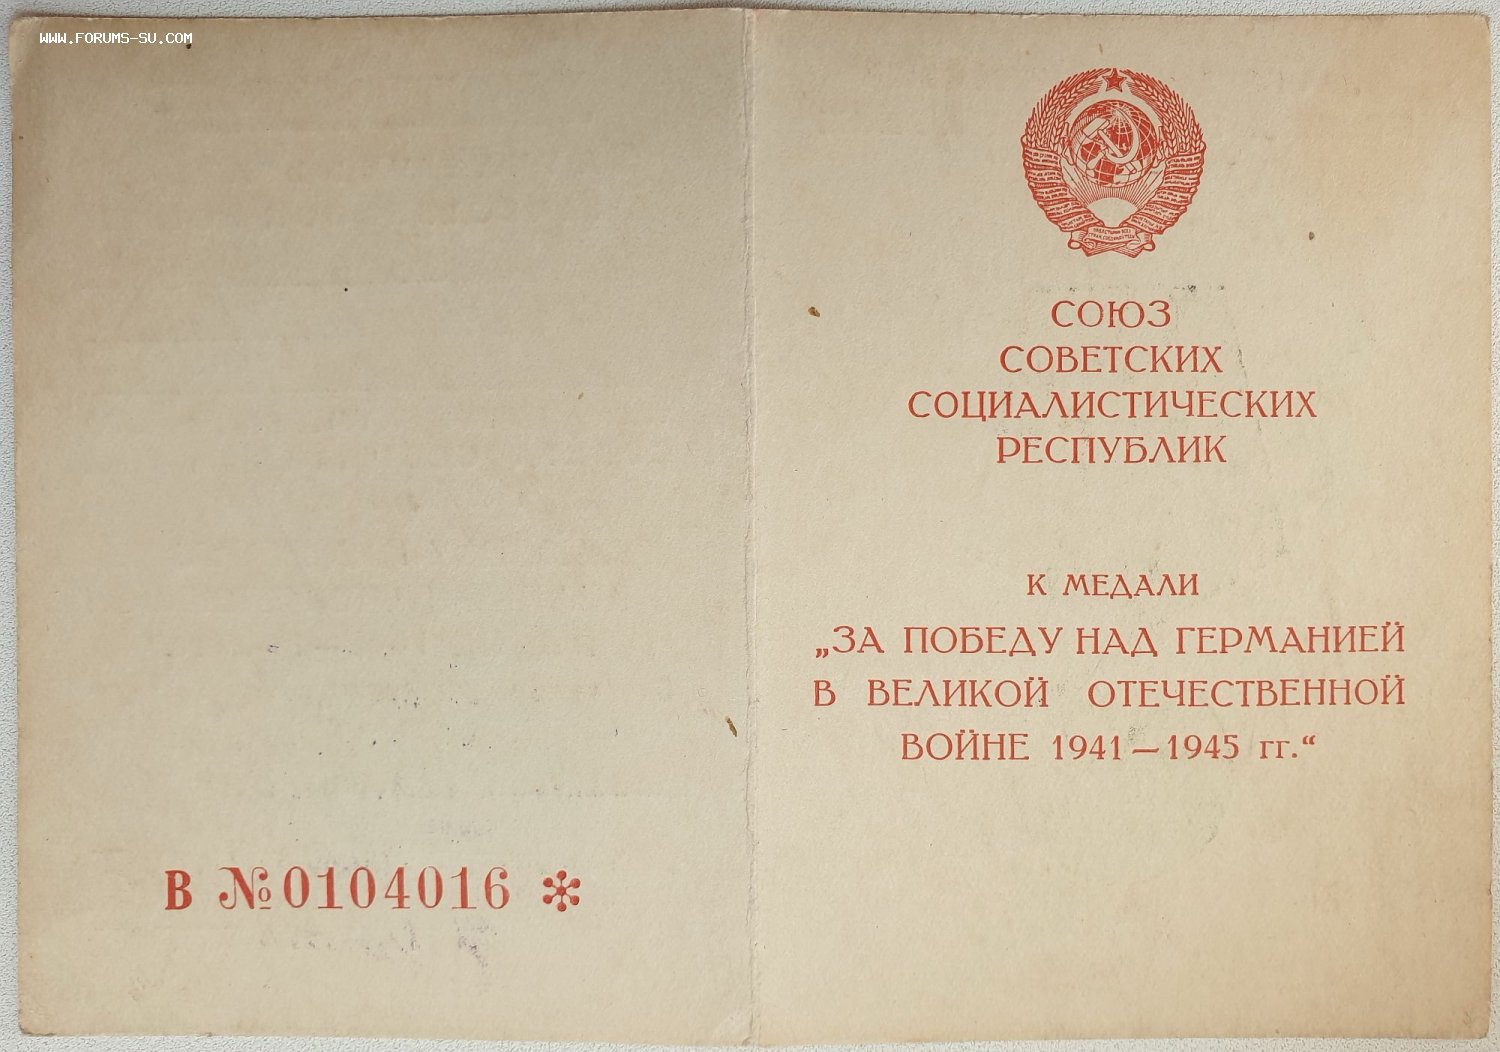 www.forums-su.com
СОЮЗ
СОВЕТСКИХ
СОЦИАЛИСТИЧЕСКИХ
РЕСПУБЛИК
К МЕДАЛИ
„ЗА ПОБЕДУ НАД ГЕРМАНИЕЙ
В ВЕЛИКОЙ ОТЕЧЕСТВЕННОЙ
ВОЙНЕ 1941—1945 гг.“
В №0104016